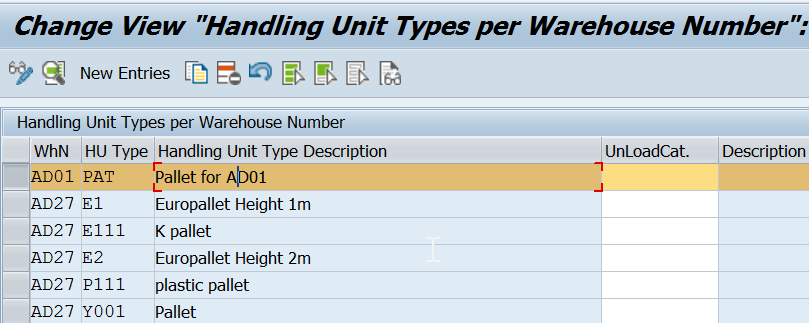 Change View "Handling Unit Types per Warehouse Number":
New Entries
Handling Unit Types per Warehouse Number
WhN HU Type Handling Unit Type Description UnLoadCat. Description
AD01 PAT Pallet for AD01
AD27 E1 Europallet Height 1m
AD27 E111 K pallet
AD27 E2 Europallet Height 2m
AD27 P111 plastic pallet
AD27 Y001 Pallet